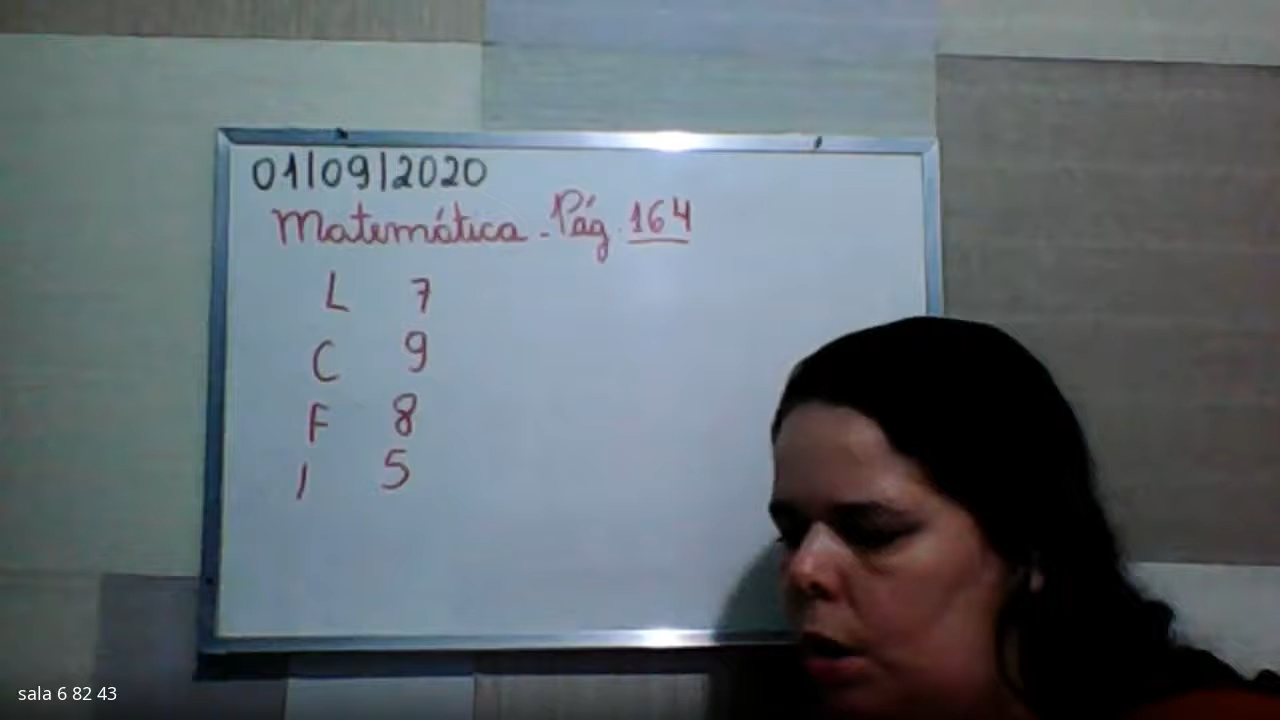 01/09/2020
Matemática - Pág. 164
L 7
C 9
F 8
I 5
sala 6 82 43